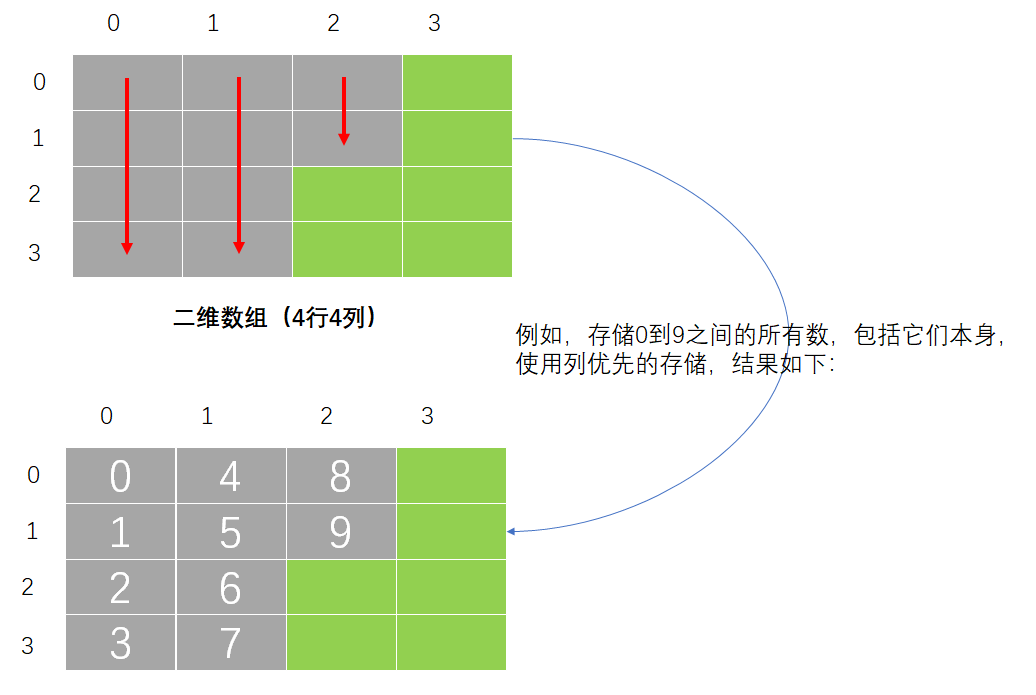 0 1 2 3
0
1
2
3
二维数组（4行4列）
例如，存储0到9之间的所有数，包括它们本身，
使用列优先的存储，结果如下：
0 1 2 3
0 0 4 8
1 1 5 9
2 2 6
3 3 7